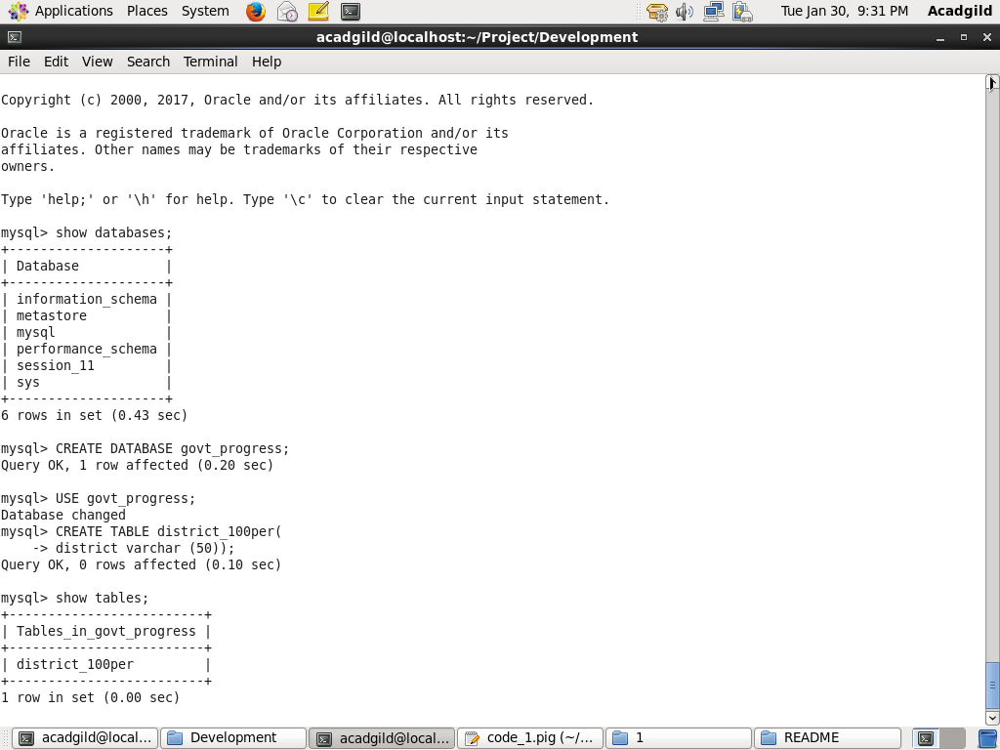 Applications Places System Tue Jan 30, 9:31 PM Acadgild
acadgild@localhost:~/Project/Development
File Edit View Search Terminal Help
Copyright (c) 2000, 2017, Oracle and/or its affiliates. All rights reserved.
Oracle is a registered trademark of Oracle Corporation and/or its
affiliates. Other names may be trademarks of their respective
owners.
Type 'help;' or '\h' for help. Type '\c' to clear the current input statement.
mysql> show databases;
+--------------------+
| Database           |
+--------------------+
| information_schema |
| metastore          |
| mysql              |
| performance_schema |
| session_11         |
| sys                |
+--------------------+
6 rows in set (0.43 sec)
mysql> CREATE DATABASE govt_progress;
Query OK, 1 row affected (0.20 sec)
mysql> USE govt_progress;
Database changed
mysql> CREATE TABLE district_100per(
    -> district varchar (50));
Query OK, 0 rows affected (0.10 sec)
mysql> show tables;
+-------------------------+
| Tables_in_govt_progress |
+-------------------------+
| district_100per         |
+-------------------------+
1 row in set (0.00 sec)
acadgild@local... Development acadgild@local... code_1.pig (~/... 1 README